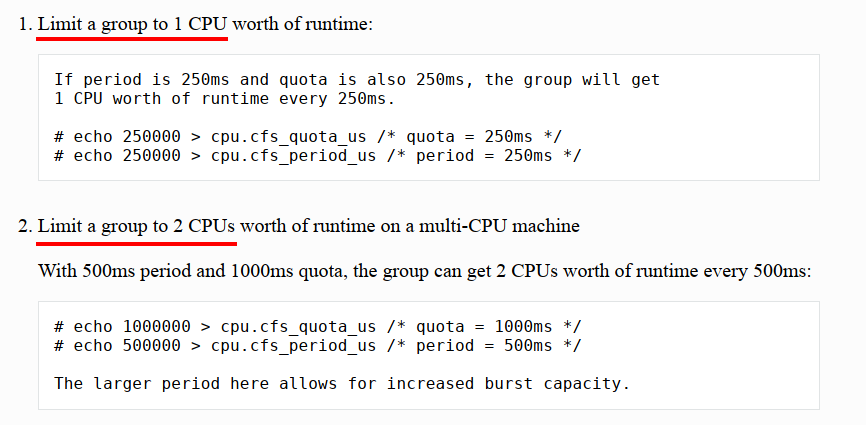 1. Limit a group to 1 CPU worth of runtime:
If period is 250ms and quota is also 250ms, the group will get
1 CPU worth of runtime every 250ms.
# echo 250000 > cpu.cfs_quota_us /* quota = 250ms */
# echo 250000 > cpu.cfs_period_us /* period = 250ms */
2. Limit a group to 2 CPUs worth of runtime on a multi-CPU machine
With 500ms period and 1000ms quota, the group can get 2 CPUs worth of runtime every 500ms:
# echo 1000000 > cpu.cfs_quota_us /* quota = 1000ms */
# echo 500000 > cpu.cfs_period_us /* period = 500ms */
The larger period here allows for increased burst capacity.